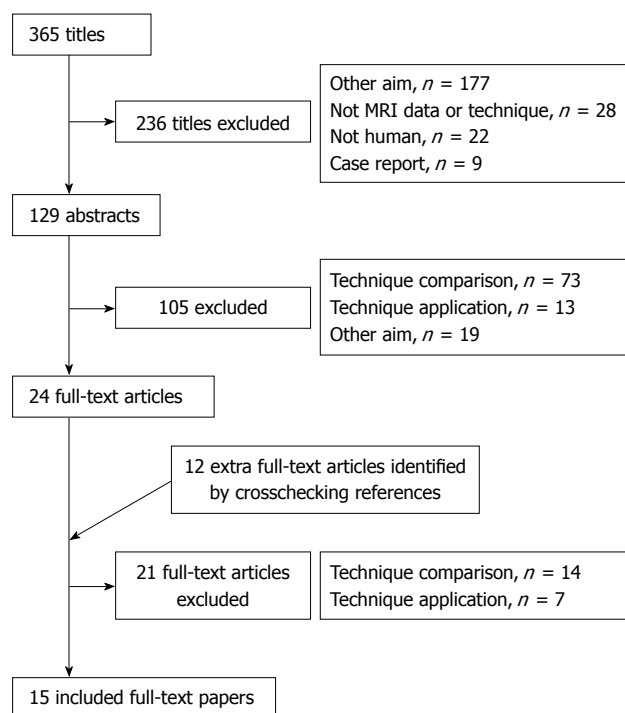 365 titles
236 titles excluded
Other aim, n = 177
Not MRI data or technique, n = 28
Not human, n = 22
Case report, n = 9
129 abstracts
105 excluded
Technique comparison, n = 73
Technique application, n = 13
Other aim, n = 19
24 full-text articles
12 extra full-text articles identified
by crosschecking references
21 full-text articles
excluded
Technique comparison, n = 14
Technique application, n = 7
15 included full-text papers